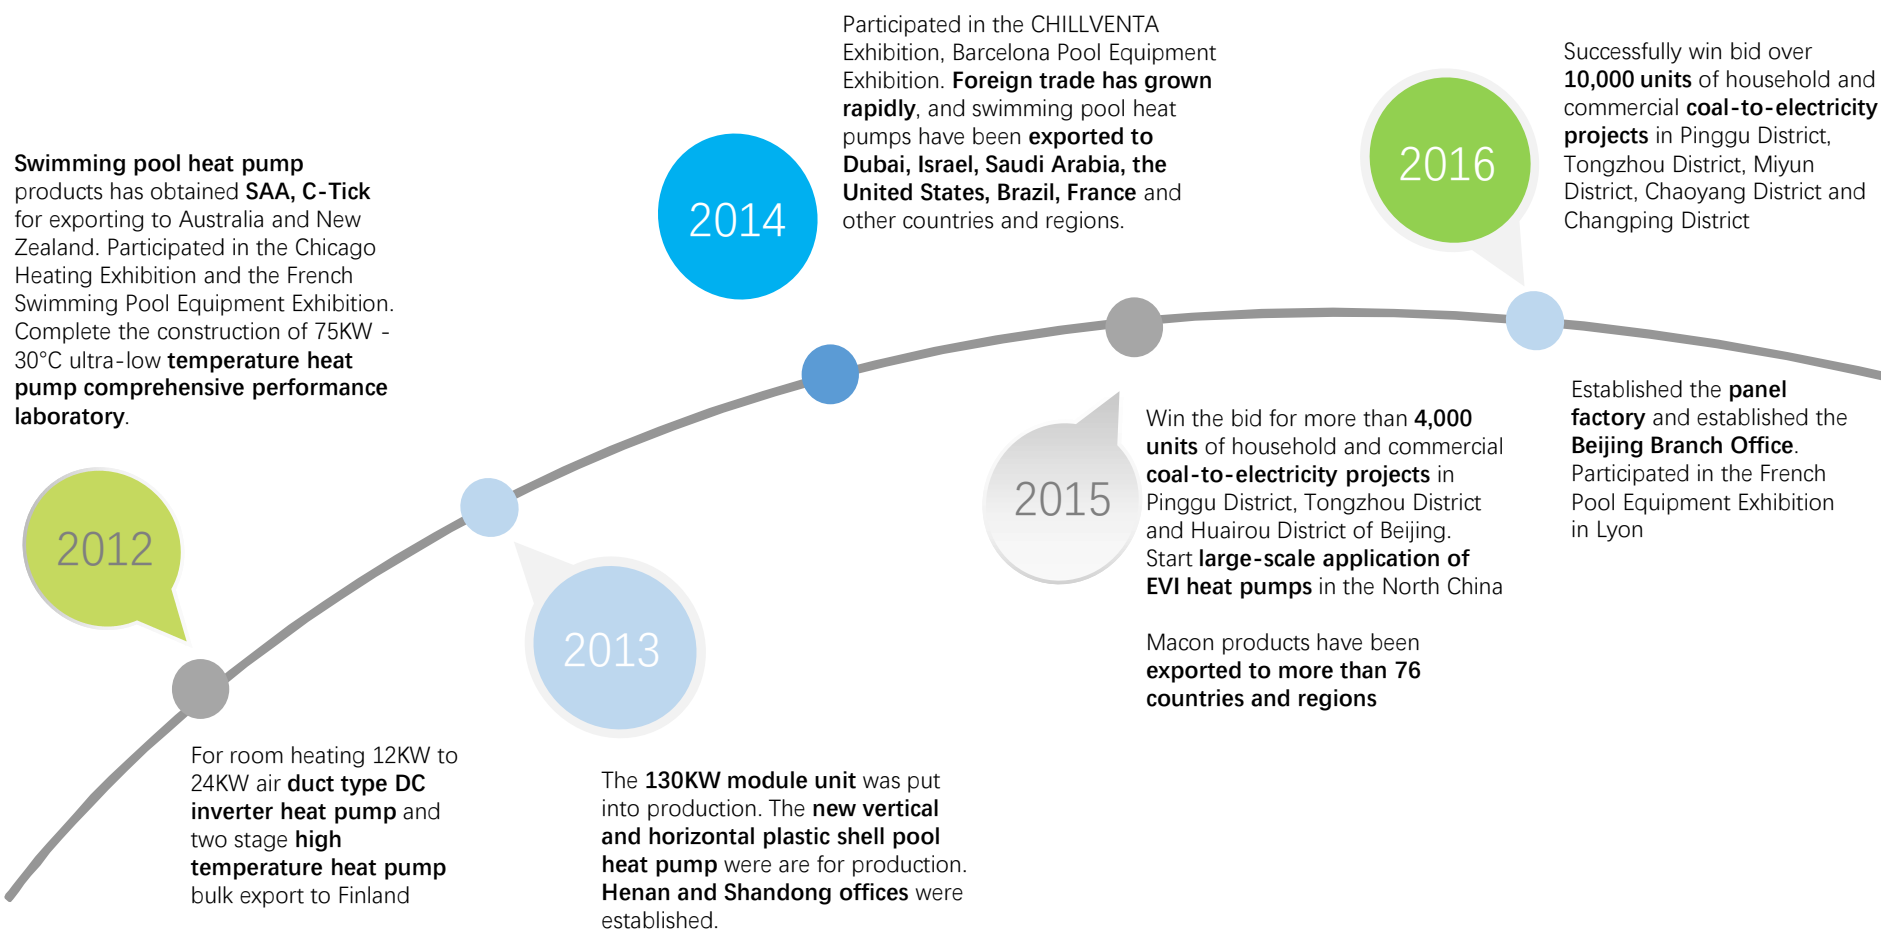 Swimming pool heat pump
products has obtained SAA, C-Tick
for exporting to Australia and New
Zealand. Participated in the Chicago
Heating Exhibition and the French
Swimming Pool Equipment Exhibition.
Complete the construction of 75KW -
30°C ultra-low temperature heat
pump comprehensive performance
laboratory.
2012
For room heating 12KW to
24KW air duct type DC
inverter heat pump and
two stage high
temperature heat pump
bulk export to Finland
2013
The 130KW module unit was put
into production. The new vertical
and horizontal plastic shell pool
heat pump were are for production.
Henan and Shandong offices were
established.
2014
Participated in the CHILLVENTA
Exhibition, Barcelona Pool Equipment
Exhibition. Foreign trade has grown
rapidly, and swimming pool heat
pumps have been exported to
Dubai, Israel, Saudi Arabia, the
United States, Brazil, France and
other countries and regions.
2015
Win the bid for more than 4,000
units of household and commercial
coal-to-electricity projects in
Pinggu District, Tongzhou District
and Huairou District of Beijing.
Start large-scale application of
EVI heat pumps in the North China
Macon products have been
exported to more than 76
countries and regions
2016
Successfully win bid over
10,000 units of household and
commercial coal-to-electricity
projects in Pinggu District,
Tongzhou District, Miyun
District, Chaoyang District and
Changping District
Established the panel
factory and established the
Beijing Branch Office.
Participated in the French
Pool Equipment Exhibition
in Lyon